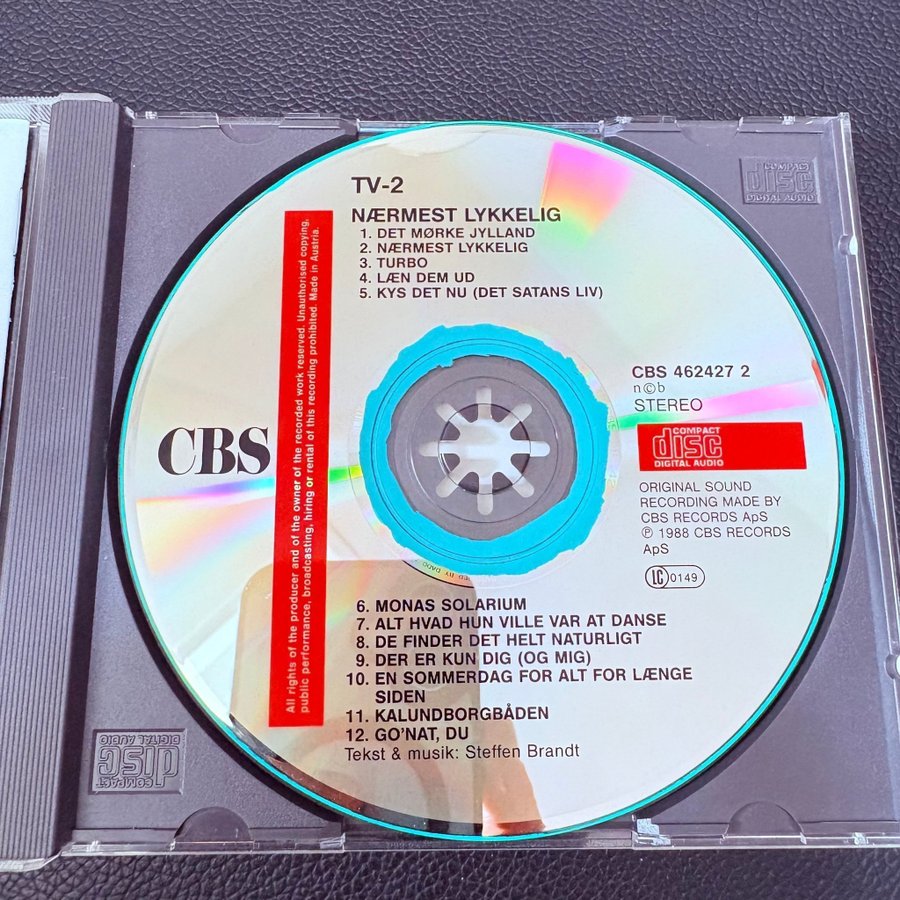 TV-2
NÆRMEST LYKKELIG
1. DET MØRKE JYLLAND
2. NÆRMEST LYKKELIG
3. TURBO
4. LÆN DEM UD
5. KYS DET NU (DET SATANS LIV)
All rights of the producer and of the owner of the recorded work reserved. Unauthorised copying,
public performance, broadcasting, hiring or rental of this recording prohibited. Made in Austria.
CBS
CBS 462427 2
n©b
STEREO
COMPACT
disc
DIGITAL AUDIO
ORIGINAL SOUND
RECORDING MADE BY
CBS RECORDS ApS
℗ 1988 CBS RECORDS
ApS
LC 0149
BY DADC
6. MONAS SOLARIUM
7. ALT HVAD HUN VILLE VAR AT DANSE
8. DE FINDER DET HELT NATURLIGT
9. DER ER KUN DIG (OG MIG)
10. EN SOMMERDAG FOR ALT FOR LÆNGE
SIDEN
11. KALUNDBORGBÅDEN
12. GO'NAT, DU
Tekst & musik: Steffen Brandt
COMPACT
disc
DIGITAL AUDIO
COMPACT
disc
DIGITAL AUDIO